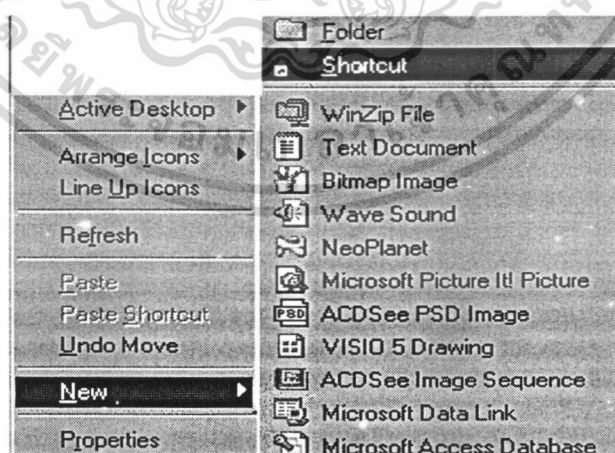 Active Desktop
Arrange Icons
Line Up Icons
Refresh
Paste
Paste Shortcut
Undo Move
New
Properties
Folder
Shortcut
WinZip File
Text Document
Bitmap Image
Wave Sound
NeoPlanet
Microsoft Picture It! Picture
ACDSee PSD Image
VISIO 5 Drawing
ACDSee Image Sequence
Microsoft Data Link
Microsoft Access Database